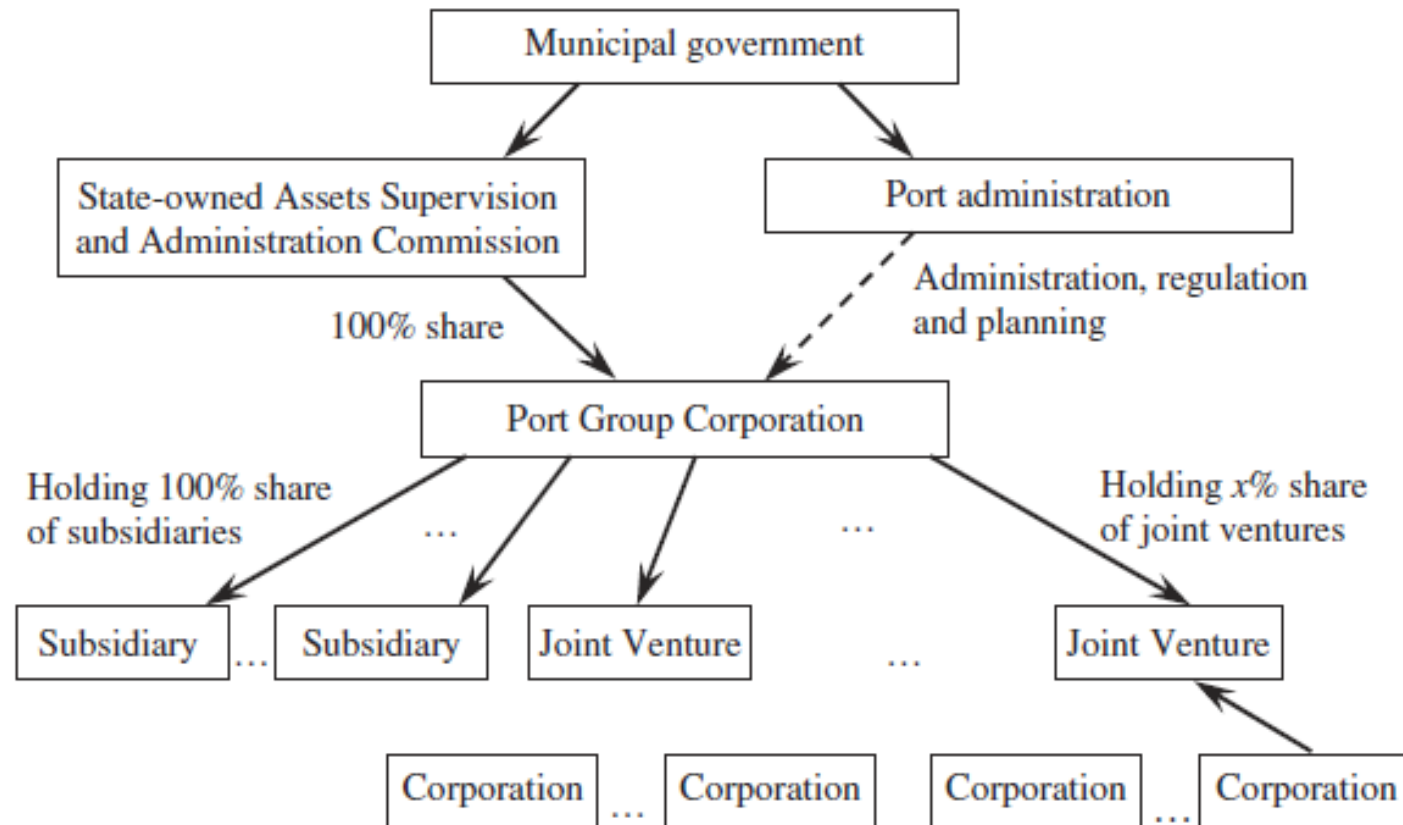 Municipal government
State-owned Assets Supervision
and Administration Commission
Port administration
100% share
Administration, regulation
and planning
Port Group Corporation
Holding 100% share
of subsidiaries
...
...
Holding x% share
of joint ventures
Subsidiary
...
Subsidiary
Joint Venture
...
Joint Venture
Corporation
...
Corporation
Corporation
...
Corporation